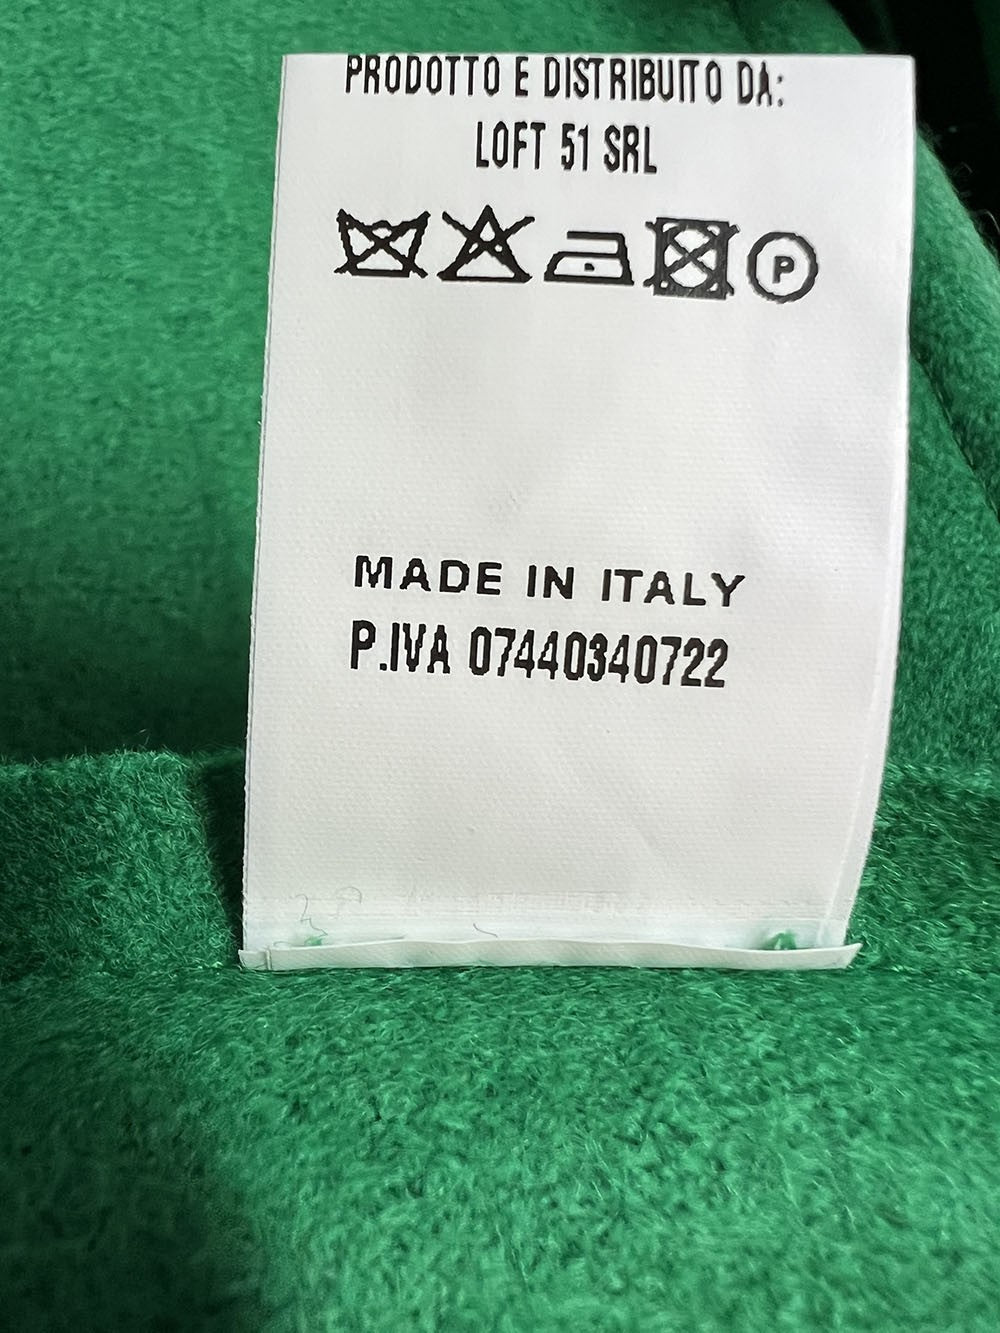 PRODOTTO E DISTRIBUITO DA:
LOFT 51 SRL
P
MADE IN ITALY
P.IVA 07440340722